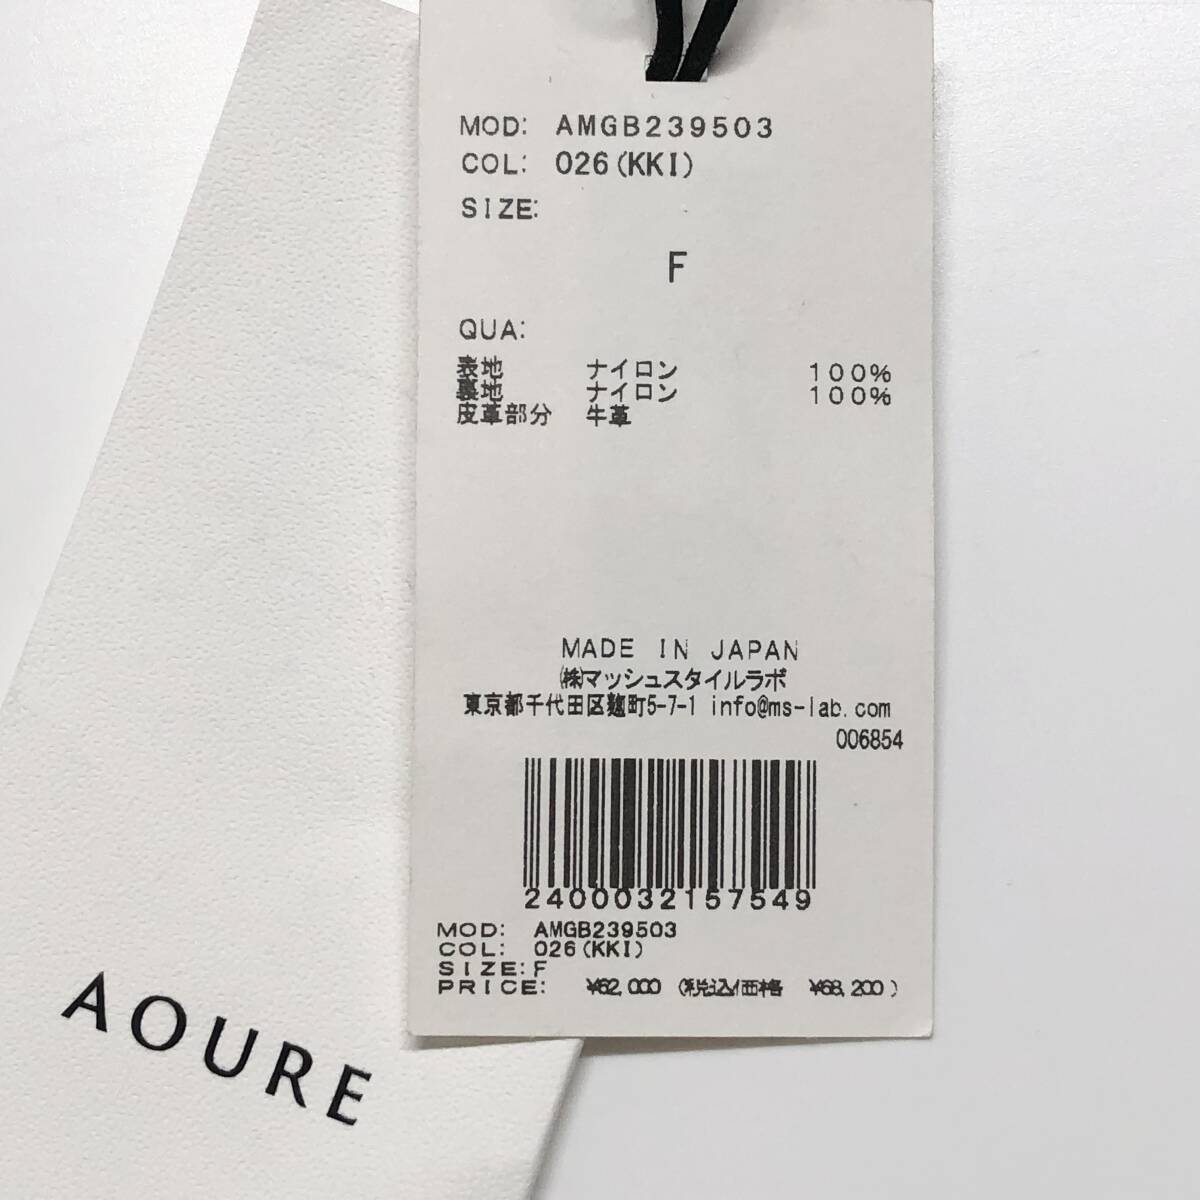 MOD: AMGB239503
COL: 026(KKI)
SIZE:
F
QUA:
表地 ナイロン 100%
裏地 ナイロン 100%
皮革部分 牛革
MADE IN JAPAN
㈱マッシュスタイルラボ
東京都千代田区麹町5-7-1 info@ms-lab.com
006854
2400032157549
MOD: AMGB239503
COL: 026(KKI)
SIZE:F
PRICE: ¥62,000 (税込価格 ¥68,200)
AOURE